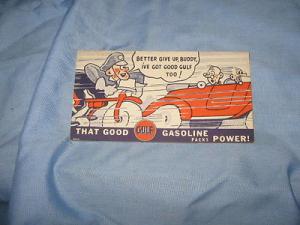 BETTER GIVE UP, BUDDY,
I'VE GOT GOOD GULF
TOO!
THAT GOOD GULF GASOLINE
PACKS POWER!